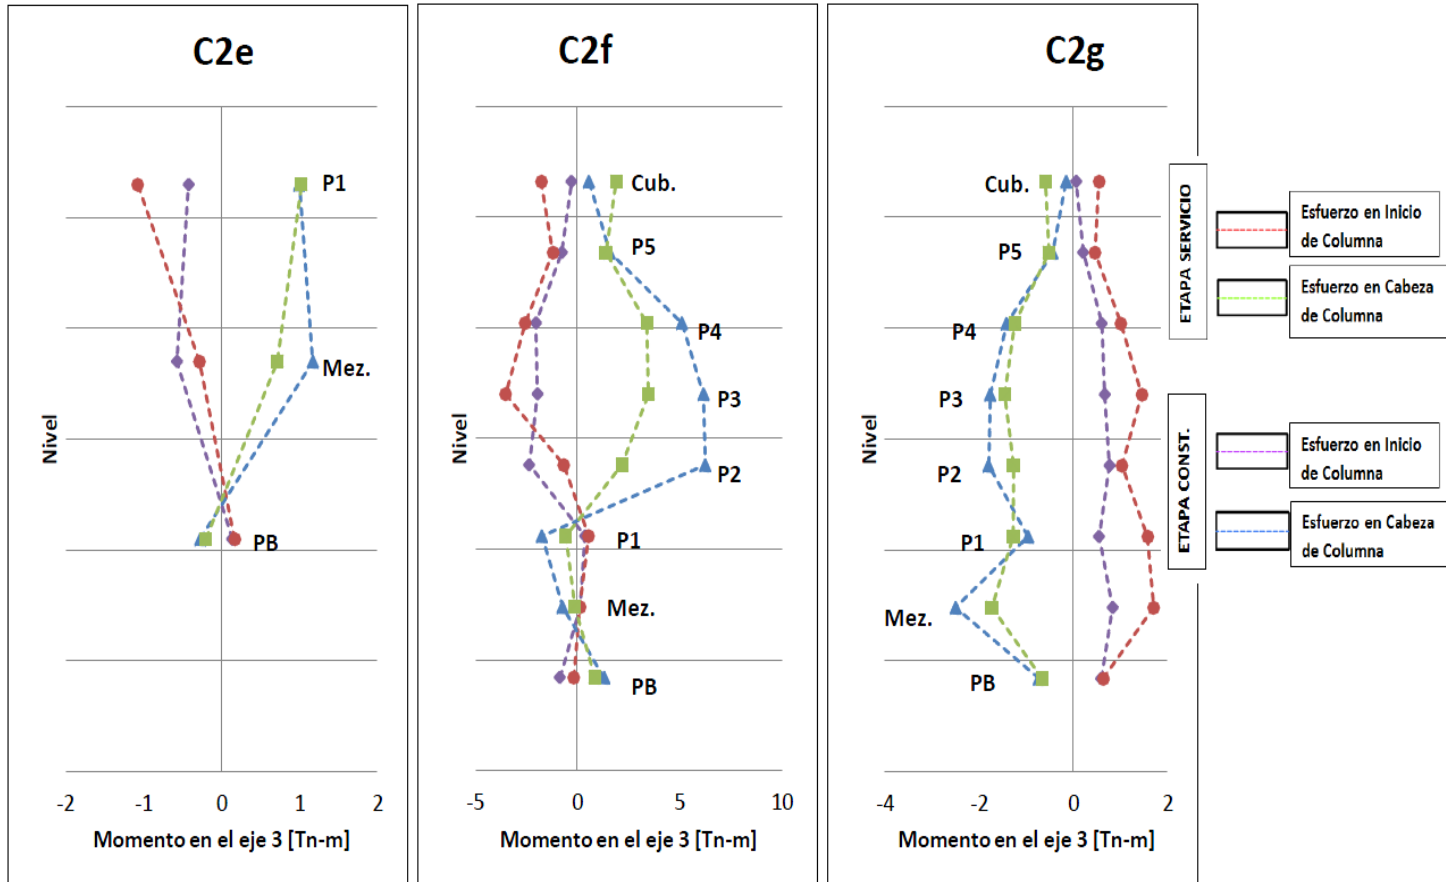 C2e
P1
Mez.
PB
Nivel
-2 -1 0 1 2
Momento en el eje 3 [Tn-m]
C2f
Cub.
P5
P4
P3
P2
P1
Mez.
PB
Nivel
-5 0 5 10
Momento en el eje 3 [Tn-m]
C2g
Cub.
P5
P4
P3
P2
P1
Mez.
PB
Nivel
-4 -2 0 2
Momento en el eje 3 [Tn-m]
ETAPA SERVICIO
Esfuerzo en Inicio
de Columna
Esfuerzo en Cabeza
de Columna
ETAPA CONST.
Esfuerzo en Inicio
de Columna
Esfuerzo en Cabeza
de Columna